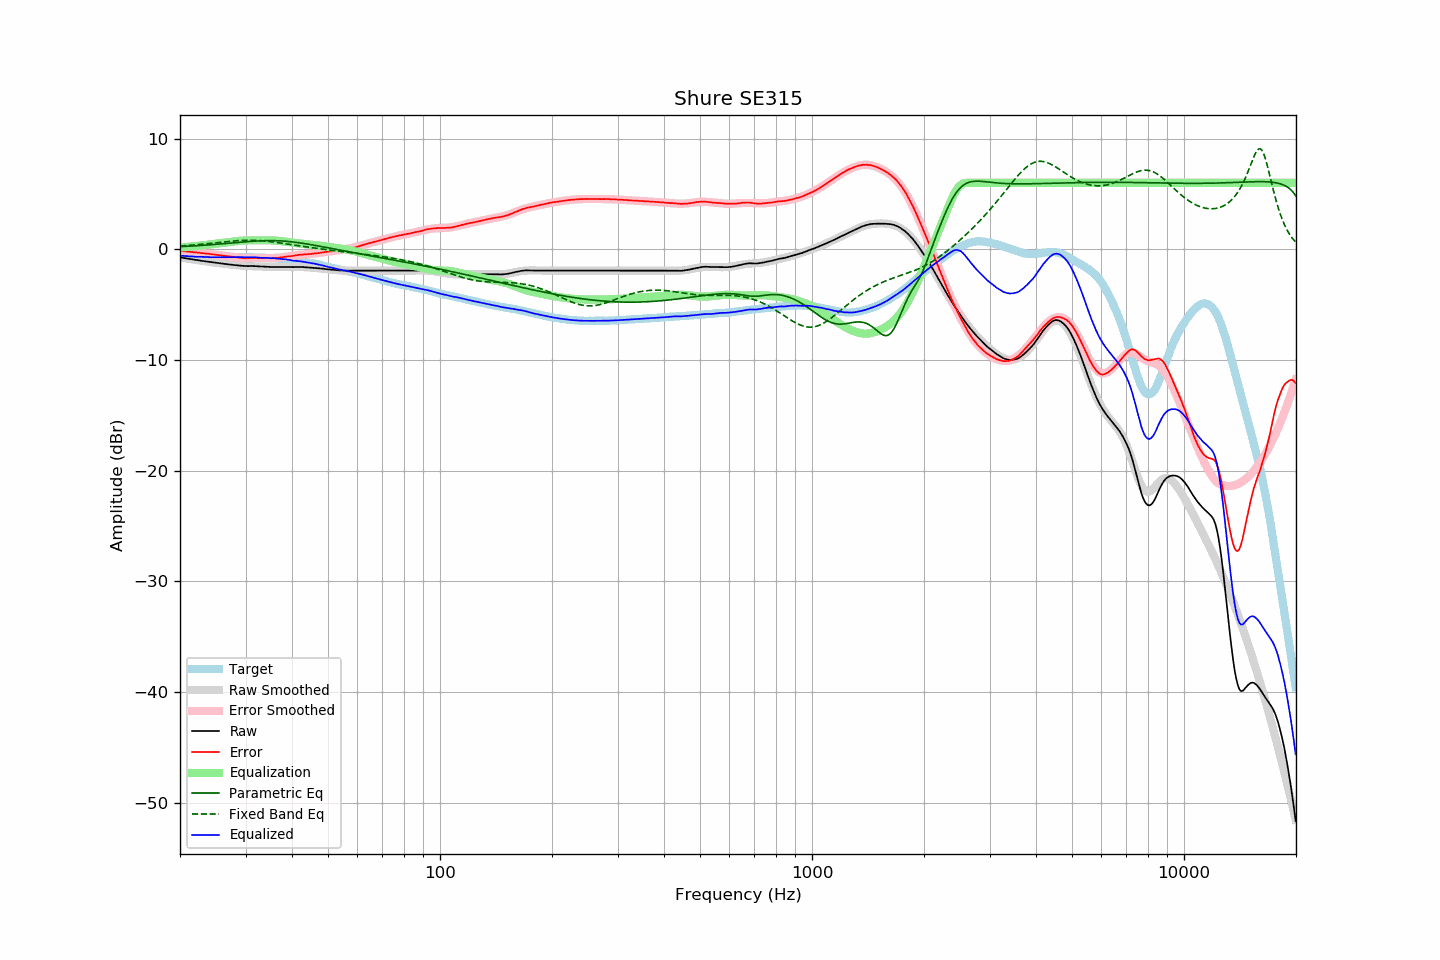 Shure SE315
Amplitude (dBr)
10
0
−10
−20
−30
−40
−50
Target
Raw Smoothed
Error Smoothed
Raw
Error
Equalization
Parametric Eq
Fixed Band Eq
Equalized
100
1000
10000
Frequency (Hz)